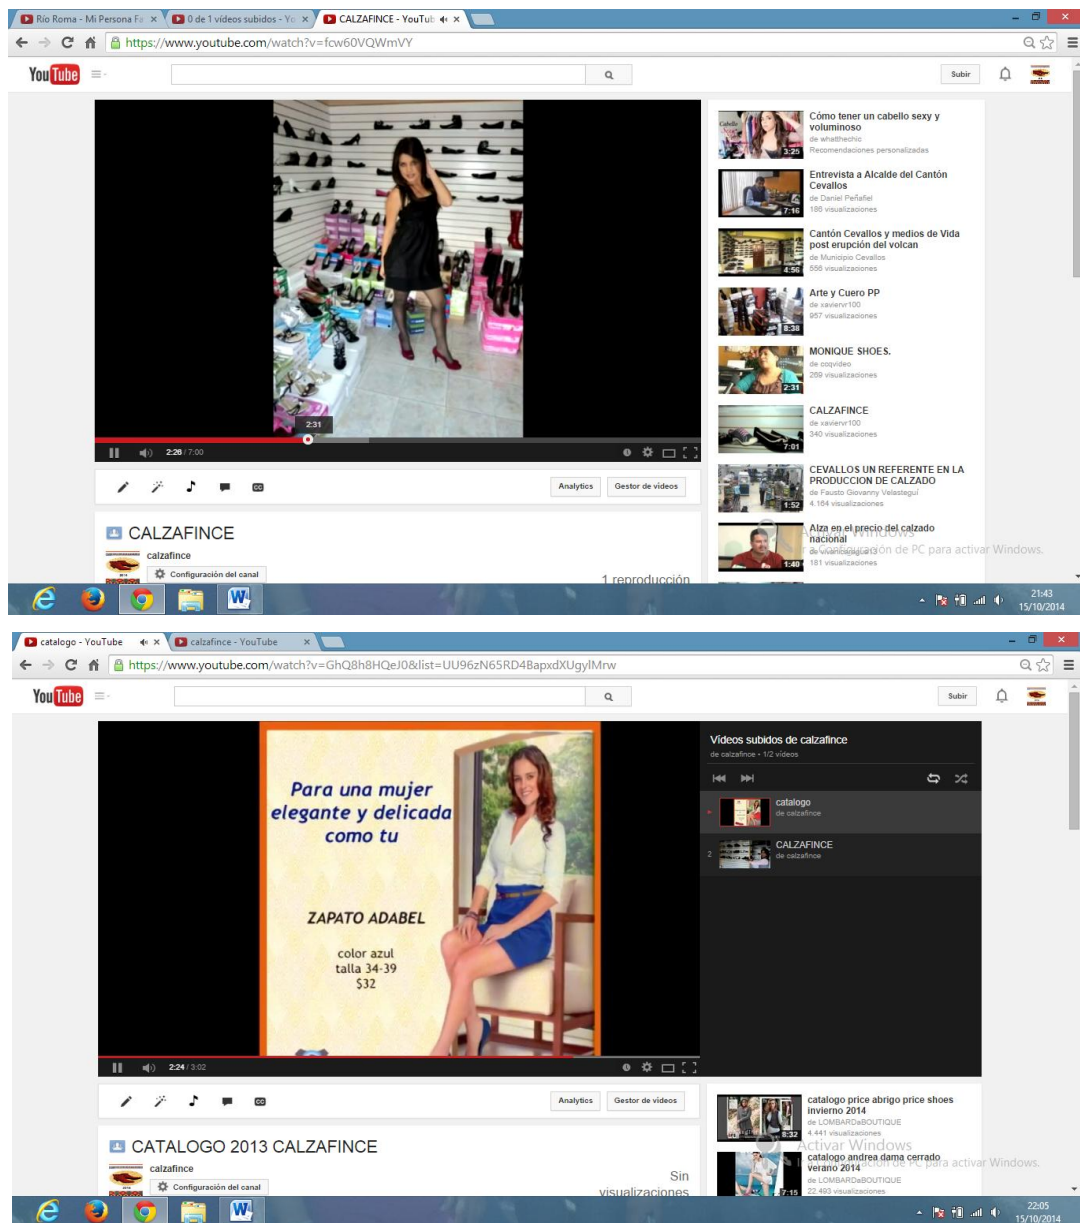 Río Roma - Mi Persona Fa
0 de 1 vídeos subidos - Yo
CALZAFINCE - YouTub
https://www.youtube.com/watch?v=fcw60VQWmVY
YouTube
Subir
2:31
2:26 / 7:00
Analytics
Gestor de vídeos
CALZAFINCE
calzafince
Configuración del canal
1 reproducción
Cómo tener un cabello sexy y
voluminoso
de whatthechic
Recomendaciones personalizadas
3:25
Entrevista a Alcalde del Cantón
Cevallos
de Daniel Peñafiel
186 visualizaciones
7:16
Cantón Cevallos y medios de Vida
post erupción del volcan
de Municipio Cevallos
556 visualizaciones
4:56
Arte y Cuero PP
de xaviervr100
957 visualizaciones
8:38
MONIQUE SHOES.
de ccqvideo
269 visualizaciones
2:31
CALZAFINCE
de xaviervr100
340 visualizaciones
7:01
CEVALLOS UN REFERENTE EN LA
PRODUCCION DE CALZADO
de Fausto Giovanny Velasteguí
4.164 visualizaciones
1:52
Alza en el precio del calzado
nacional
181 visualizaciones
1:40
Activar Windows
Configuración de PC para activar Windows.
21:43
15/10/2014
catalogo - YouTube
calzafince - YouTube
https://www.youtube.com/watch?v=GhQ8h8HQeJ0&list=UU96zN65RD4BapxdXUgylMrw
YouTube
Subir
Para una mujer
elegante y delicada
como tu
ZAPATO ADABEL
color azul
talla 34-39
$32
2:24 / 3:02
Vídeos subidos de calzafince
de calzafince • 1/2 vídeos
catalogo
de calzafince
2
CALZAFINCE
de calzafince
Analytics
Gestor de vídeos
CATALOGO 2013 CALZAFINCE
calzafince
Configuración del canal
Sin
visualizaciones
catalogo price abrigo price shoes
invierno 2014
de LOMBARDaBOUTIQUE
4.441 visualizaciones
8:32
Activar Windows
catalogo andrea dama cerrado
verano 2014
de PC para activar Windows.
de LOMBARDaBOUTIQUE
22.493 visualizaciones
7:15
22:05
15/10/2014